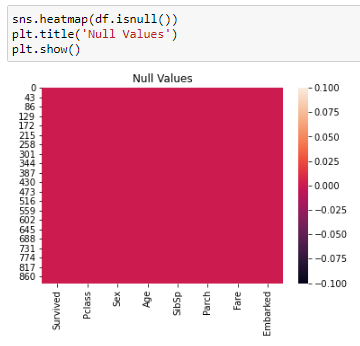 sns.heatmap(df.isnull())
plt.title('Null Values')
plt.show()
Null Values
0
43
86
129
172
215
258
301
344
387
430
473
516
559
602
645
688
731
774
817
860
0.100
0.075
0.050
0.025
0.000
−0.025
−0.050
−0.075
−0.100
Survived
Pclass
Sex
Age
SibSp
Parch
Fare
Embarked